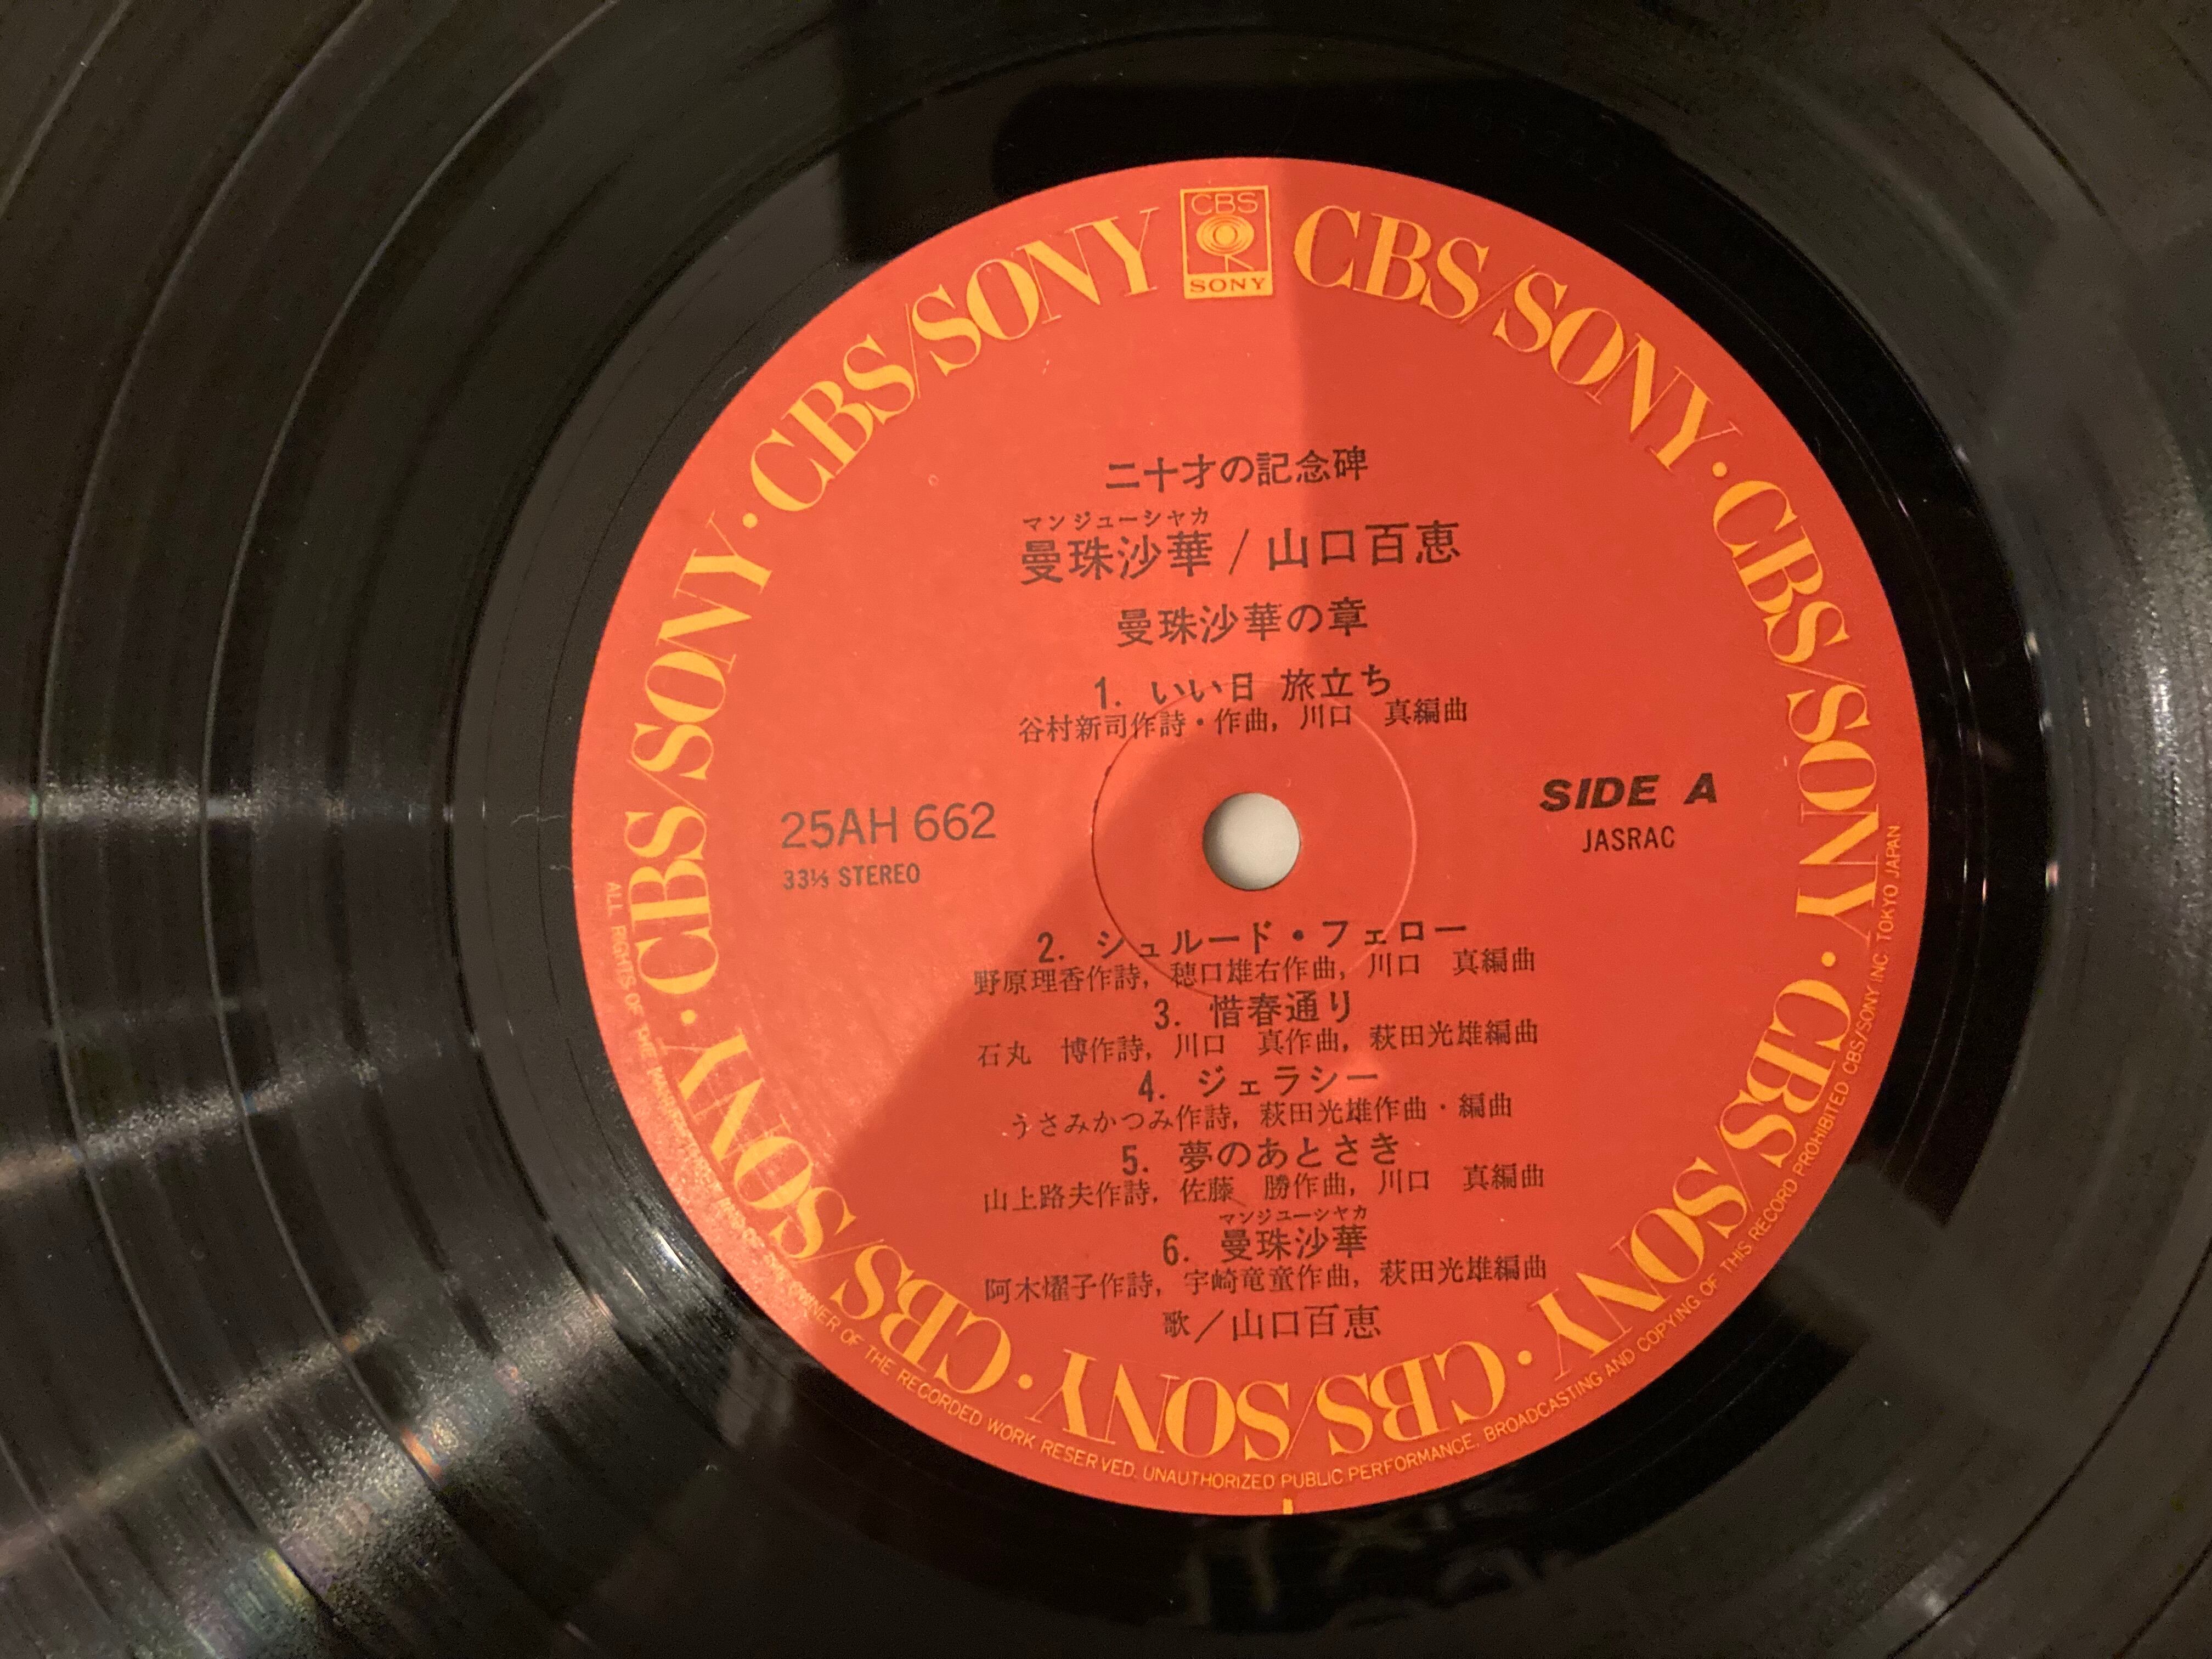 CBS
SONY
CBS/SONY · CBS/SONY · CBS/SONY · CBS/SONY · CBS/SONY · CBS/SONY · CBS/SONY · CBS/SONY
二十才の記念碑
マンジューシャカ
曼珠沙華 / 山口百恵
曼珠沙華の章
1. いい日 旅立ち
谷村新司作詩・作曲, 川口 真編曲
25AH 662
33⅓ STEREO
SIDE A
JASRAC
2. シュルード・フェロー
野原理香作詩, 穂口雄右作曲, 川口 真編曲
3. 惜春通り
石丸 博作詩, 川口 真作曲, 萩田光雄編曲
4. ジェラシー
うさみかつみ作詩, 萩田光雄作曲・編曲
5. 夢のあとさき
山上路夫作詩, 佐藤 勝作曲, 川口 真編曲
マンジューシャカ
6. 曼珠沙華
阿木燿子作詩, 宇崎竜童作曲, 萩田光雄編曲
歌/山口百恵
ALL RIGHTS OF THE OWNER OF THE RECORDED WORK RESERVED. UNAUTHORIZED PUBLIC PERFORMANCE, BROADCASTING AND COPYING OF THIS RECORD PROHIBITED CBS/SONY INC. TOKYO JAPAN